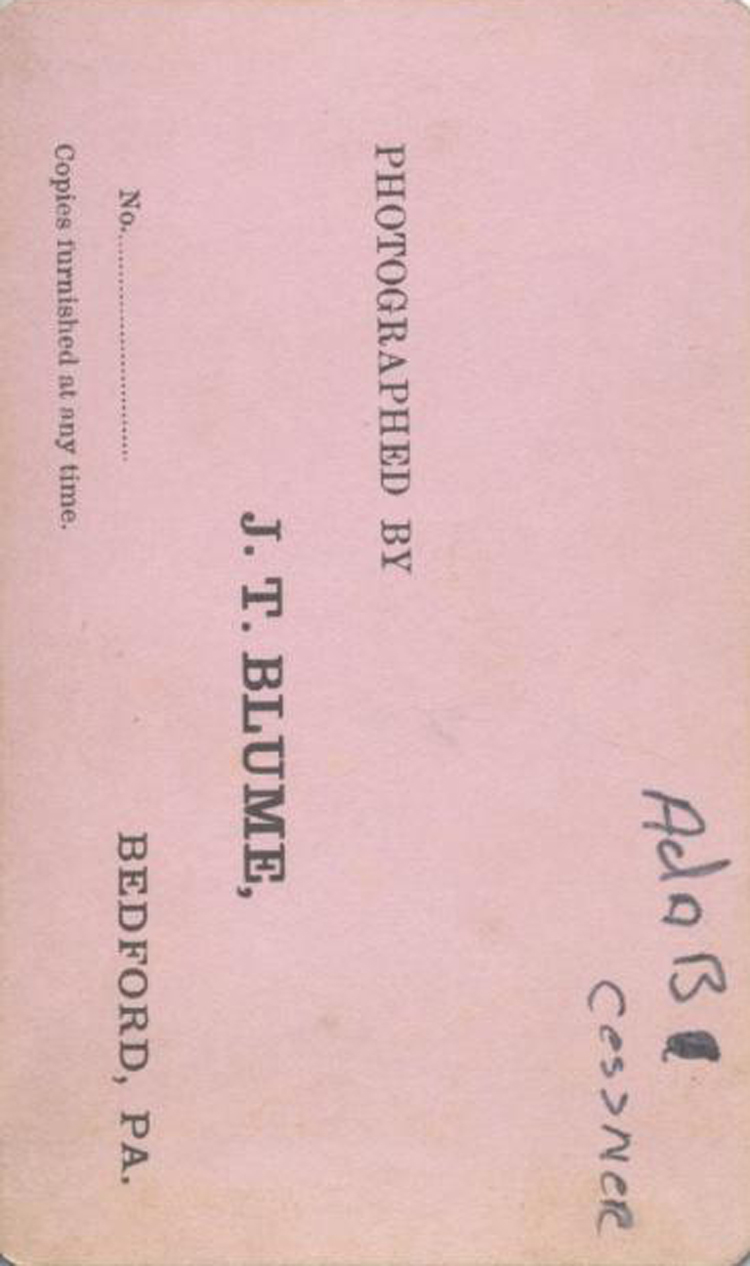 Ada B
Cessner
PHOTOGRAPHED BY
J. T. BLUME,
No.
BEDFORD, PA.
Copies furnished at any time.